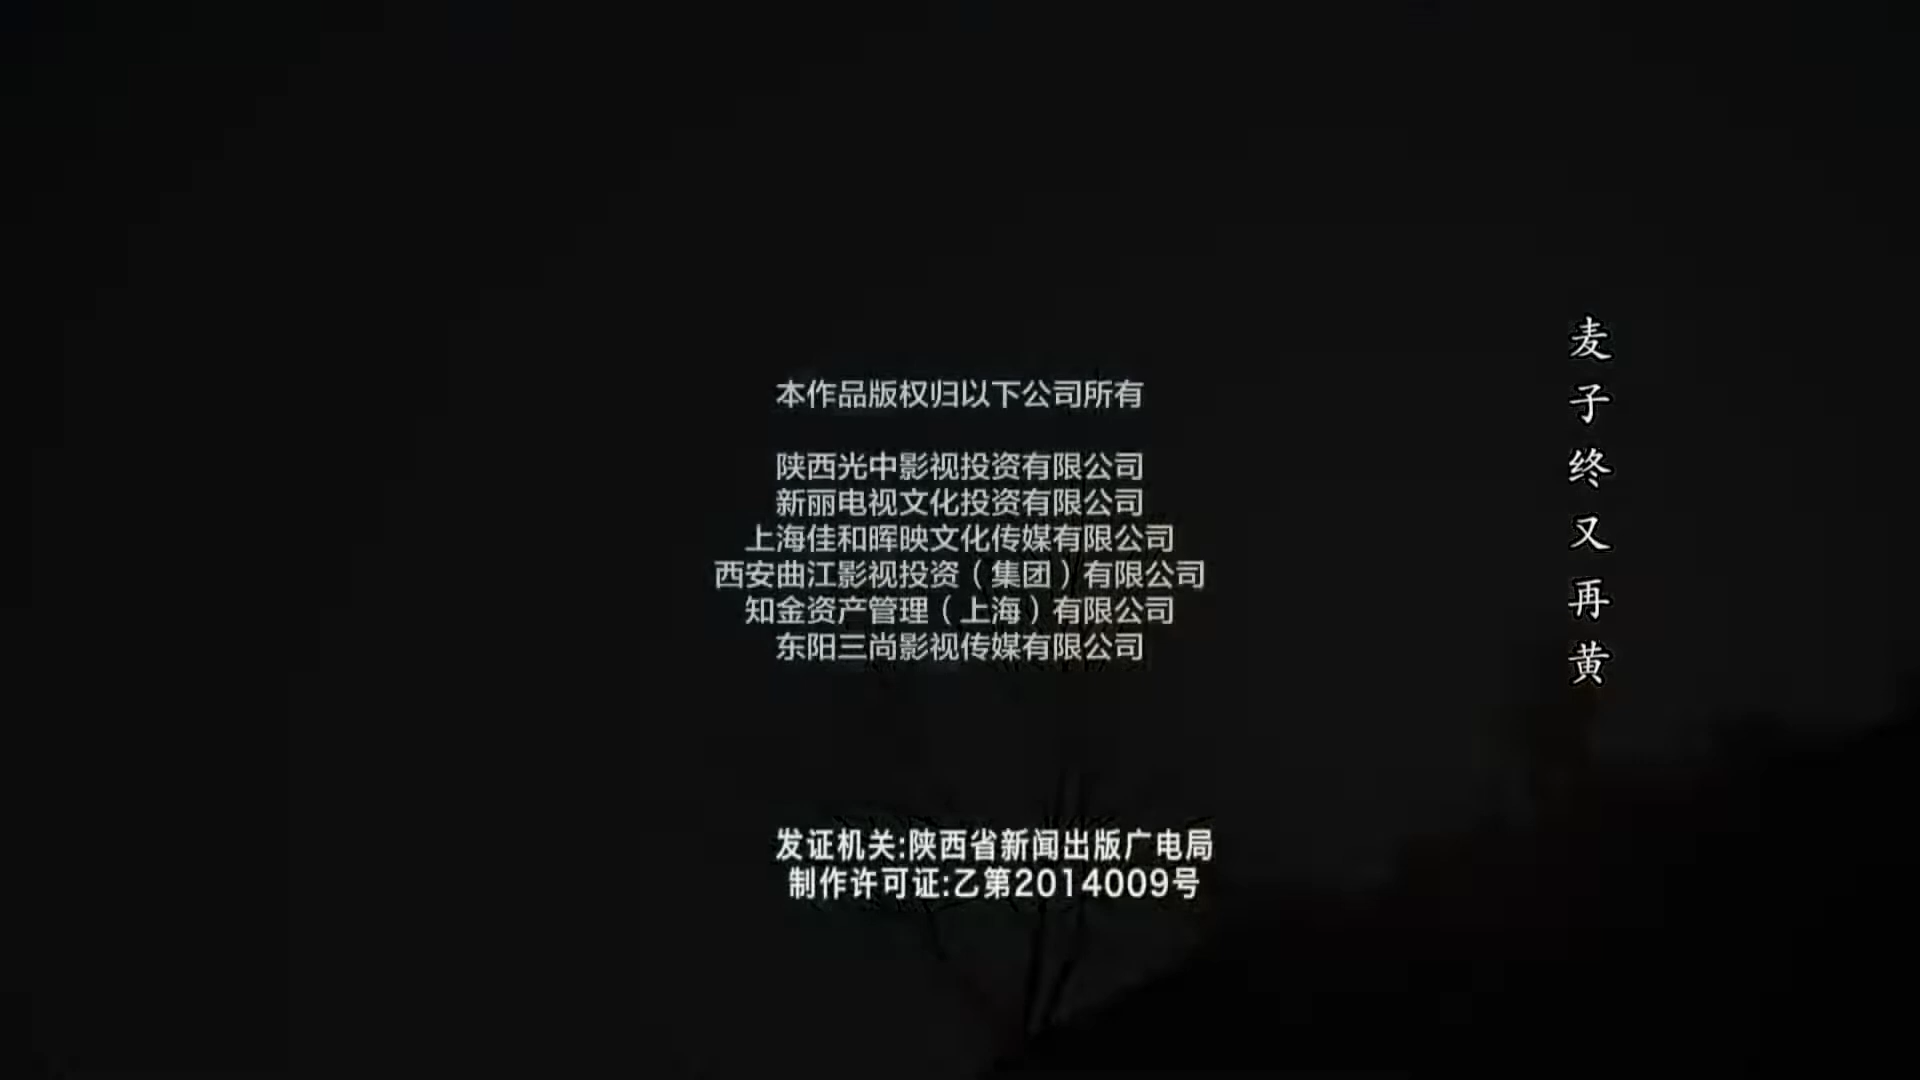 本作品版权归以下公司所有
陕西光中影视投资有限公司
新丽电视文化投资有限公司
上海佳和晖映文化传媒有限公司
西安曲江影视投资（集团）有限公司
知金资产管理（上海）有限公司
东阳三尚影视传媒有限公司
发证机关:陕西省新闻出版广电局
制作许可证:乙第2014009号
麦子终又再黄